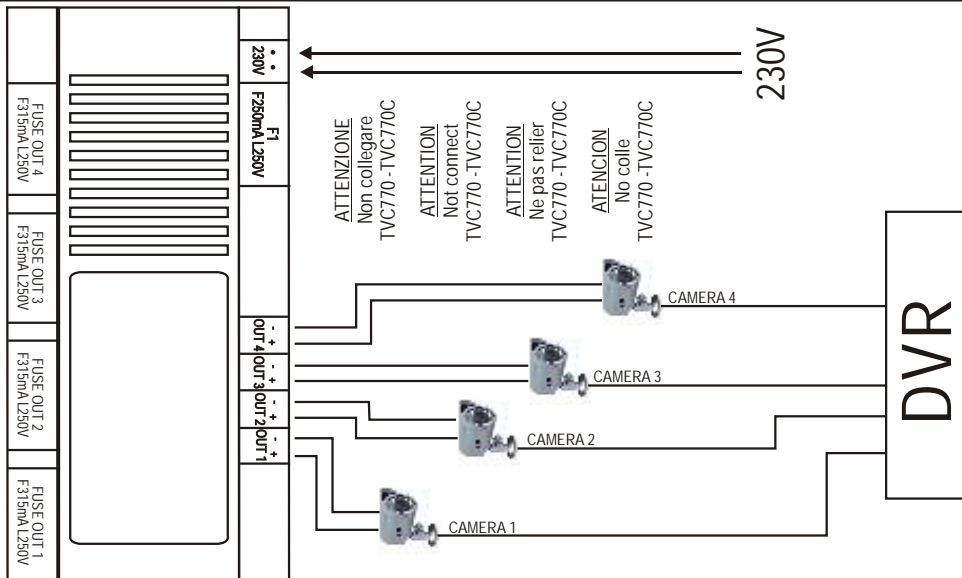 FUSE OUT 4
F315mA L250V
FUSE OUT 3
F315mA L250V
FUSE OUT 2
F315mA L250V
FUSE OUT 1
F315mA L250V
230V
F1
F250mA L250V
- +
OUT 4
- +
OUT 3
- +
OUT 2
- +
OUT 1
230V
ATTENZIONE
Non collegare
TVC770 -TVC770C
ATTENTION
Not connect
TVC770 -TVC770C
ATTENTION
Ne pas relier
TVC770 -TVC770C
ATENCION
No colle
TVC770 -TVC770C
CAMERA 4
CAMERA 3
CAMERA 2
CAMERA 1
DVR